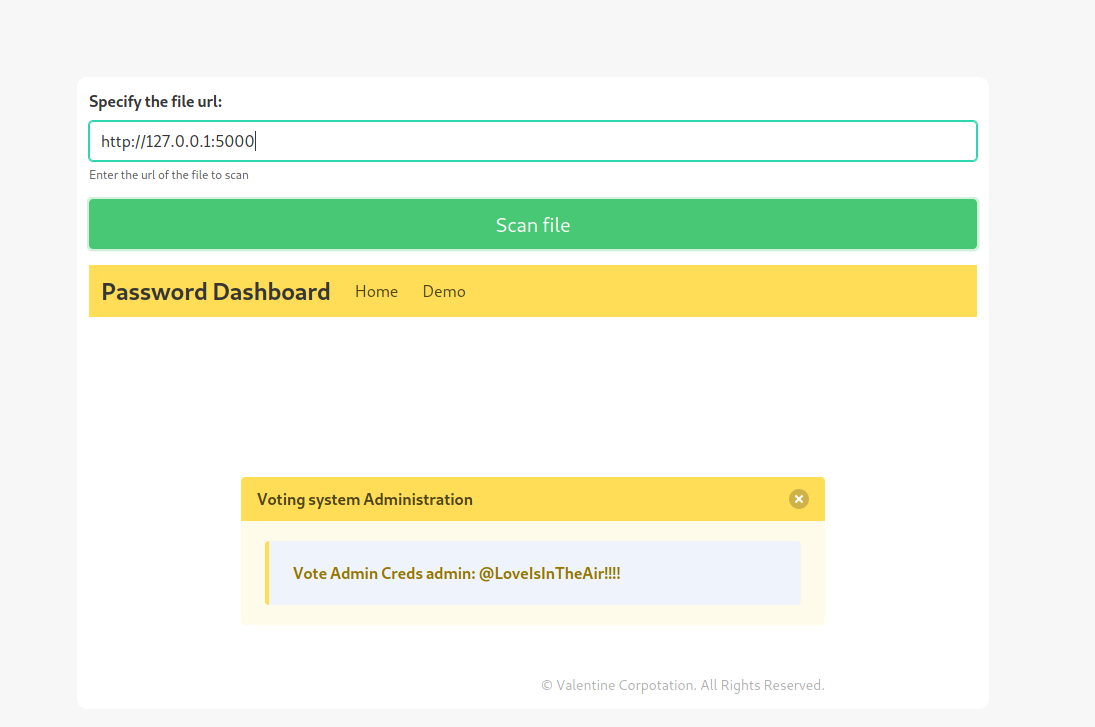 Specify the file url:
http://127.0.0.1:5000
Enter the url of the file to scan
Scan file
Password Dashboard Home Demo
Voting system Administration
Vote Admin Creds admin: @LoveIsInTheAir!!!!
© Valentine Corpotation. All Rights Reserved.